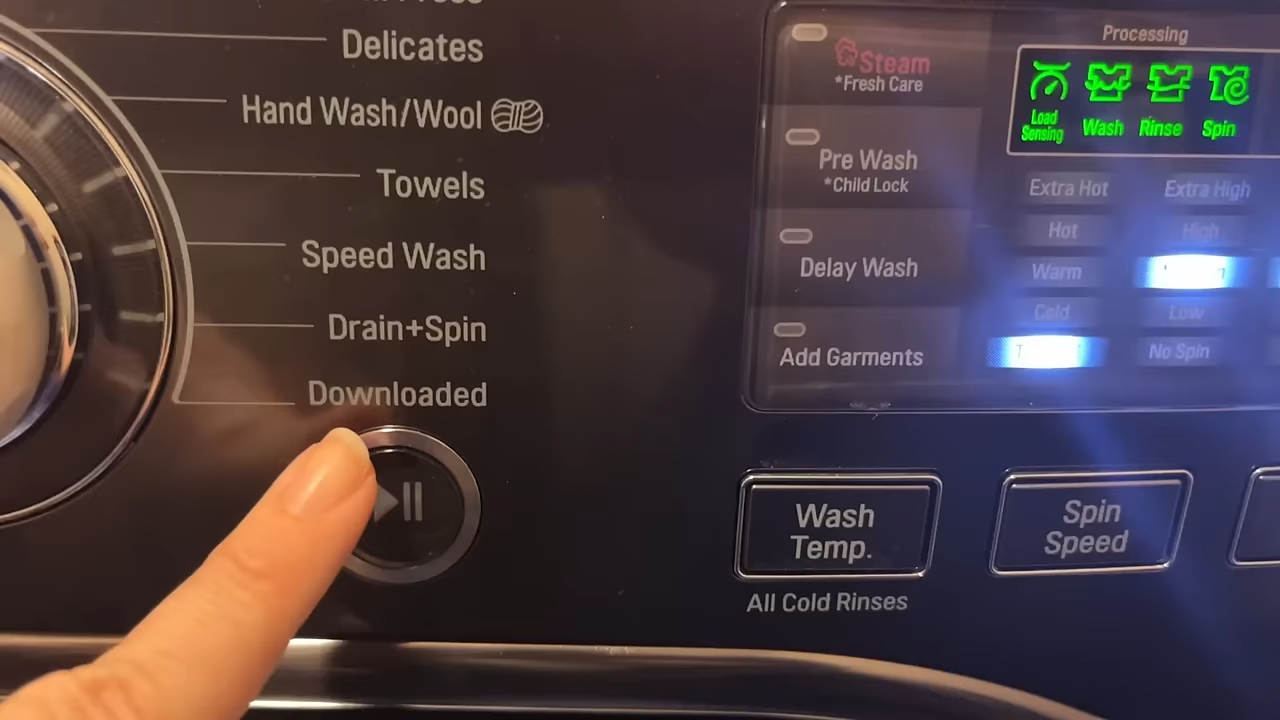 Delicates
Hand Wash/Wool
Towels
Speed Wash
Drain+Spin
Downloaded
Steam
*Fresh Care
Pre Wash
*Child Lock
Delay Wash
Add Garments
Processing
Load
Sensing
Wash
Rinse
Spin
Extra Hot
Extra High
Hot
High
Warm
Cold
Low
No Spin
Wash
Temp.
All Cold Rinses
Spin
Speed